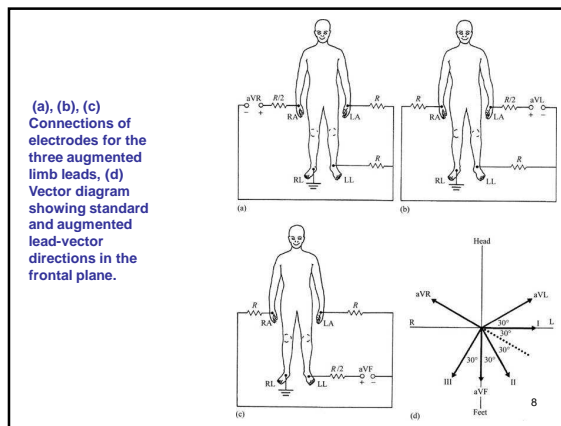 (a), (b), (c)
Connections of
electrodes for the
three augmented
limb leads, (d)
Vector diagram
showing standard
and augmented
lead-vector
directions in the
frontal plane.
aVR R/2 R
− +
RA LA
R
RL LL
(a)
R R/2 aVL
+ −
RA LA
R
RL LL
(b)
R R
RA LA
R/2 aVF
+ −
RL LL
(c)
Head
aVR aVL
R 30° I L
30°
30°
30° 30°
III II
aVF
Feet
(d)
8